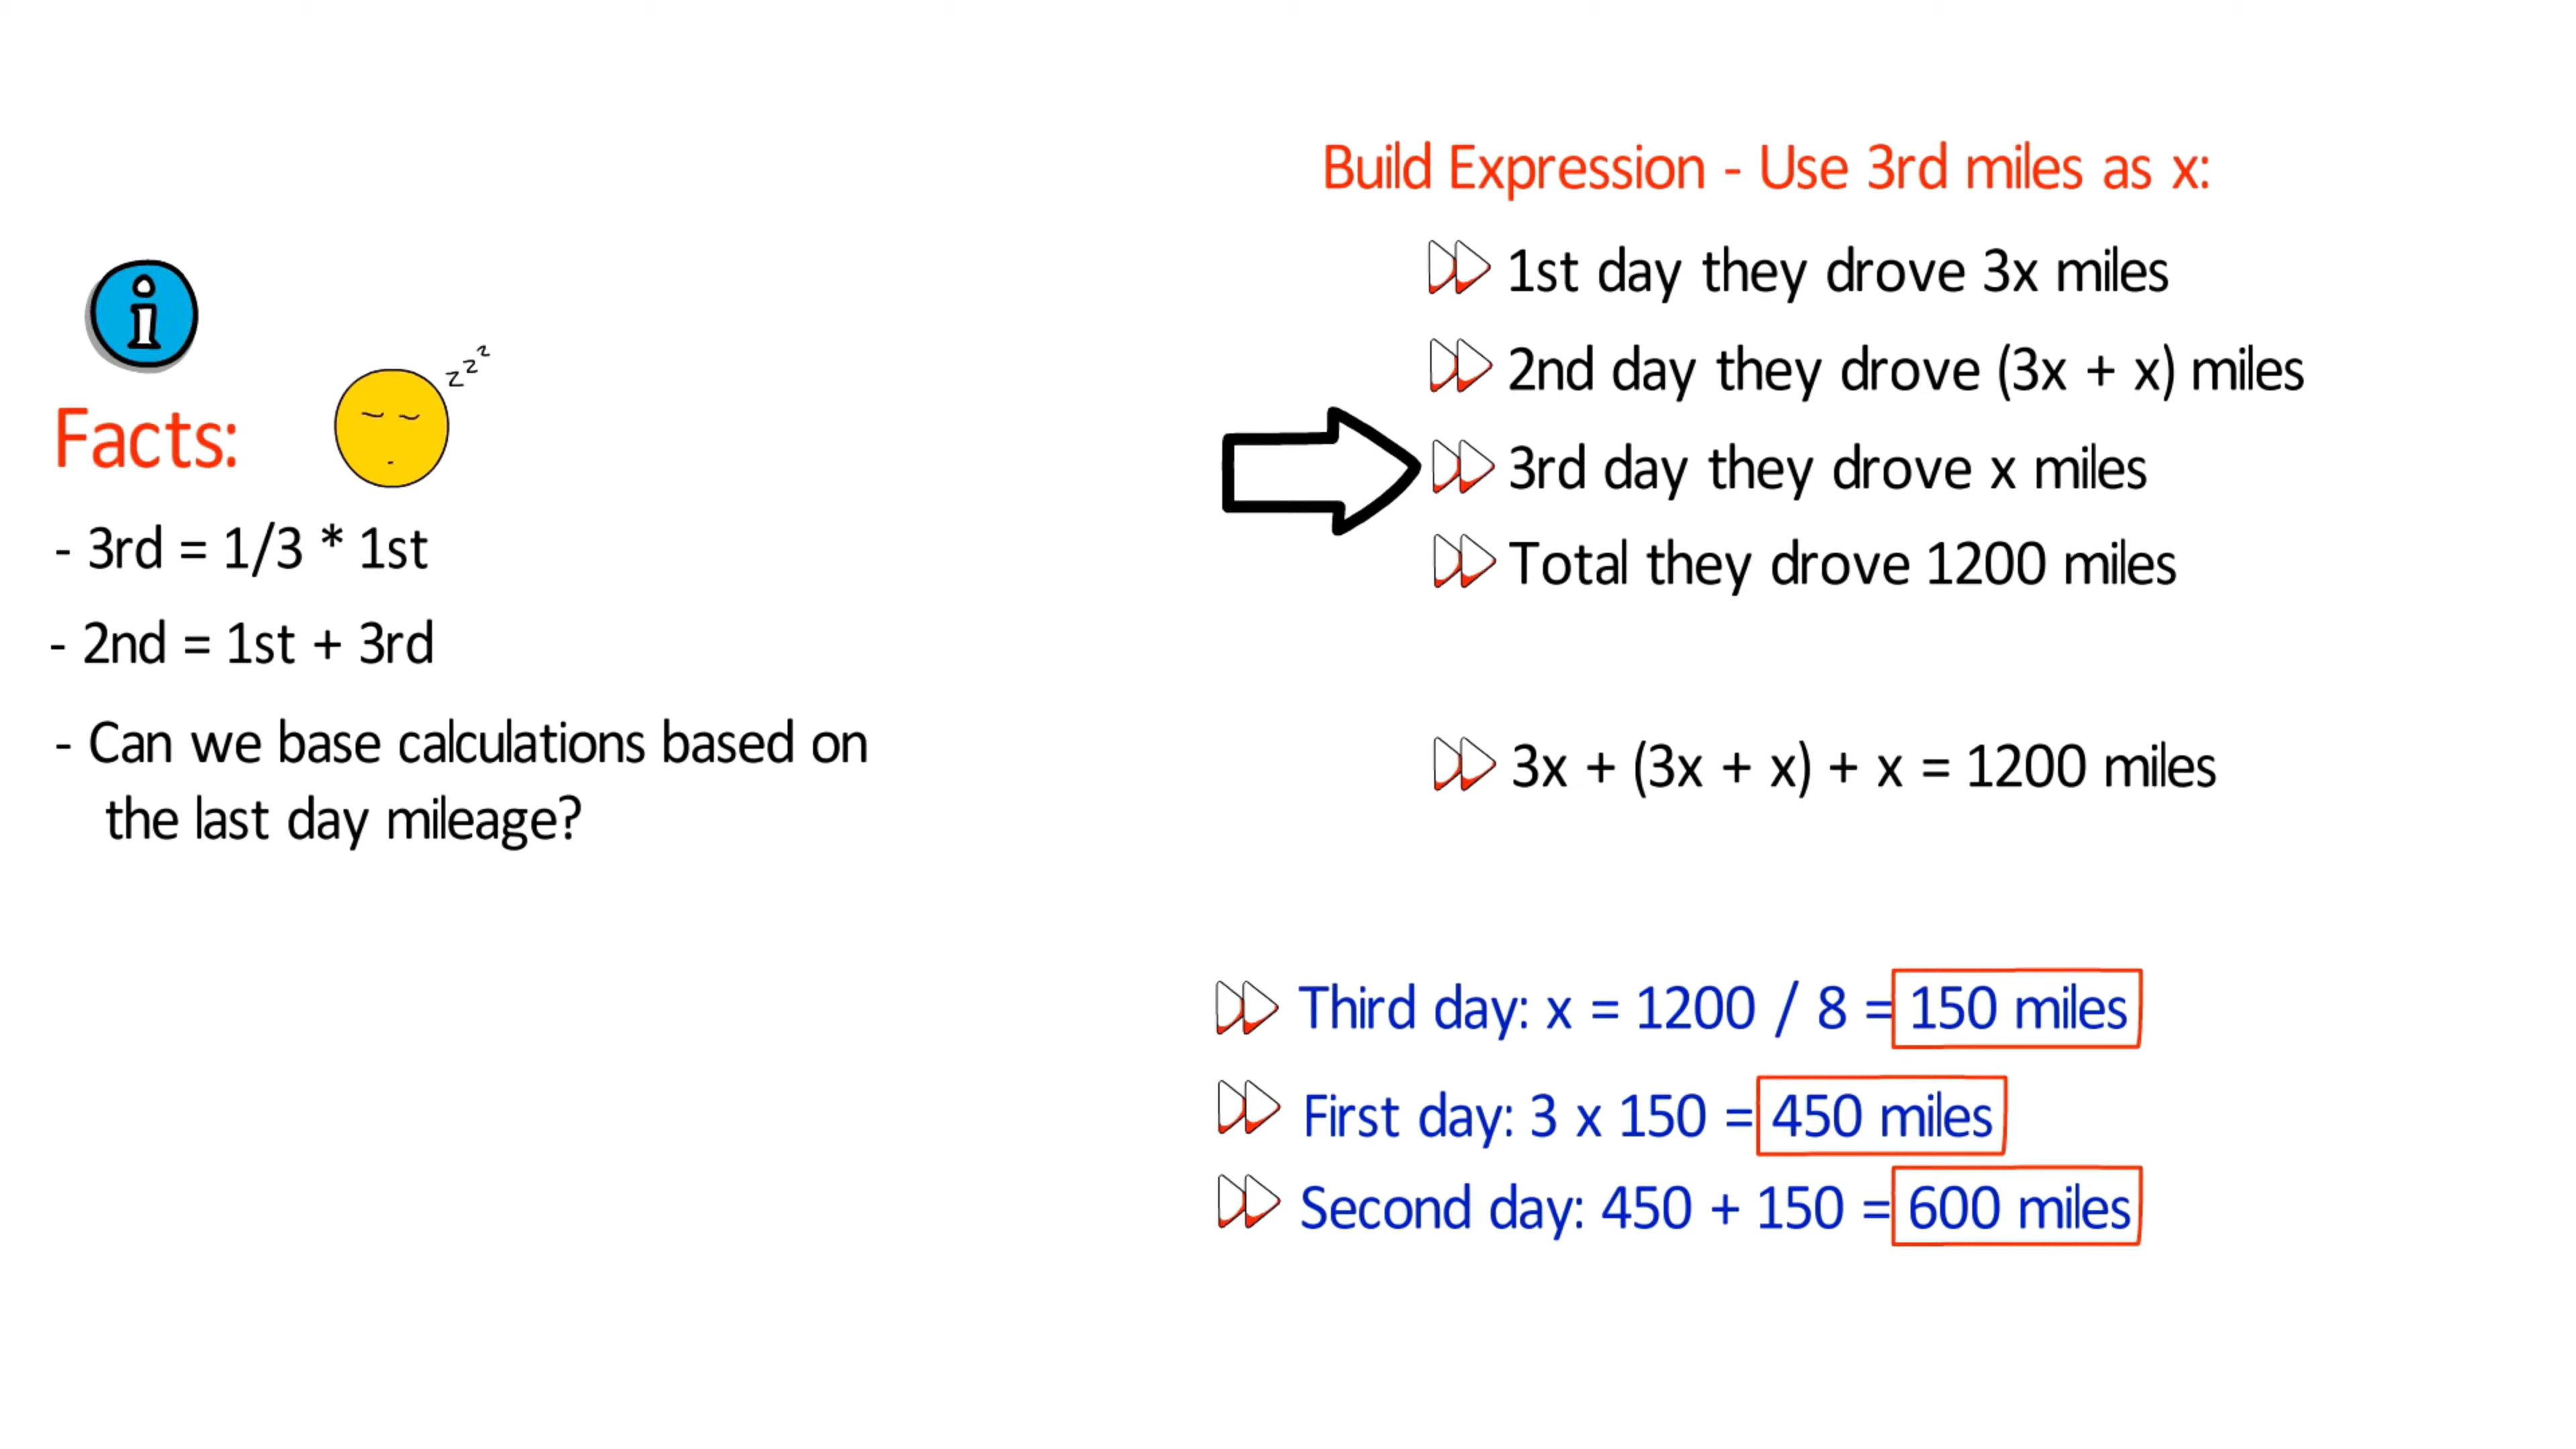 i
Facts:
zzz
- 3rd = 1/3 * 1st
- 2nd = 1st + 3rd
- Can we base calculations based on
the last day mileage?
Build Expression - Use 3rd miles as x:
1st day they drove 3x miles
2nd day they drove (3x + x) miles
3rd day they drove x miles
Total they drove 1200 miles
3x + (3x + x) + x = 1200 miles
Third day: x = 1200 / 8 = 150 miles
First day: 3 x 150 = 450 miles
Second day: 450 + 150 = 600 miles